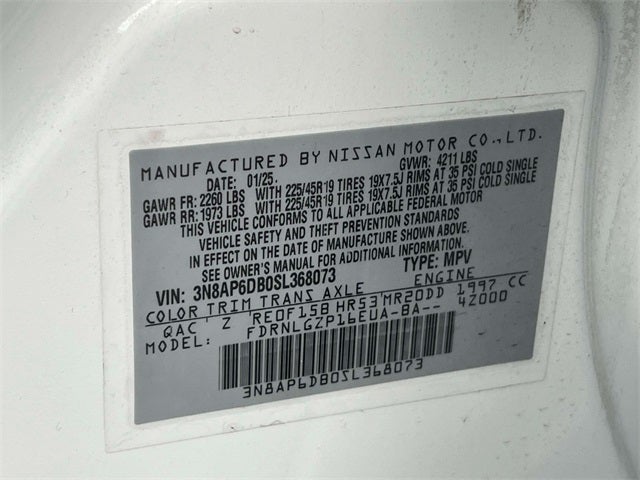 MANUFACTURED BY NISSAN MOTOR CO.,LTD.
DATE: 01/25. GVWR: 4211 LBS
GAWR FR: 2260 LBS WITH 225/45R19 TIRES 19X7.5J RIMS AT 35 PSI COLD SINGLE
GAWR RR: 1973 LBS WITH 225/45R19 TIRES 19X7.5J RIMS AT 35 PSI COLD SINGLE
THIS VEHICLE CONFORMS TO ALL APPLICABLE FEDERAL MOTOR
VEHICLE SAFETY AND THEFT PREVENTION STANDARDS
IN EFFECT ON THE DATE OF MANUFACTURE SHOWN ABOVE.
SEE OWNER'S MANUAL FOR ADDITIONAL INFORMATION.
VIN: 3N8AP6DB0SL368073 TYPE: MPV
COLOR TRIM TRANS AXLE ENGINE
QAC Z RE0F15B HR53 MR20DD 1997 CC
MODEL: FDRNLGZP16EUA-BA-- 42000
3N8AP6DB0SL368073